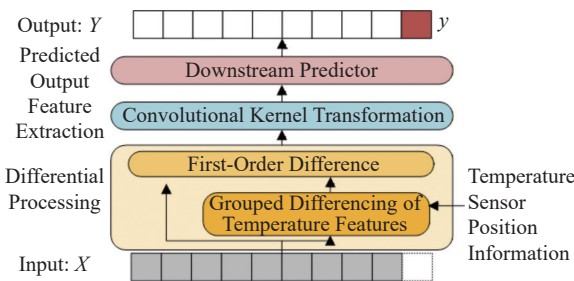 Output: Y
y
Predicted
Output
Feature
Extraction
Downstream Predictor
Convolutional Kernel Transformation
Differential
Processing
First-Order Difference
Grouped Differencing of
Temperature Features
Temperature
Sensor
Position
Information
Input: X